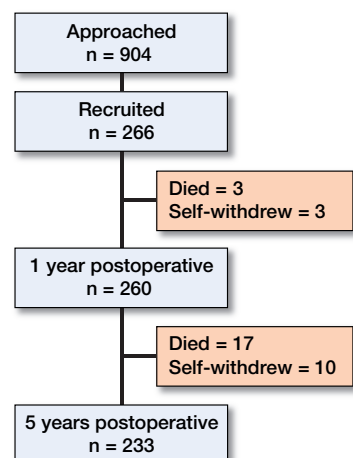 Approached
n = 904
Recruited
n = 266
Died = 3
Self-withdrew = 3
1 year postoperative
n = 260
Died = 17
Self-withdrew = 10
5 years postoperative
n = 233